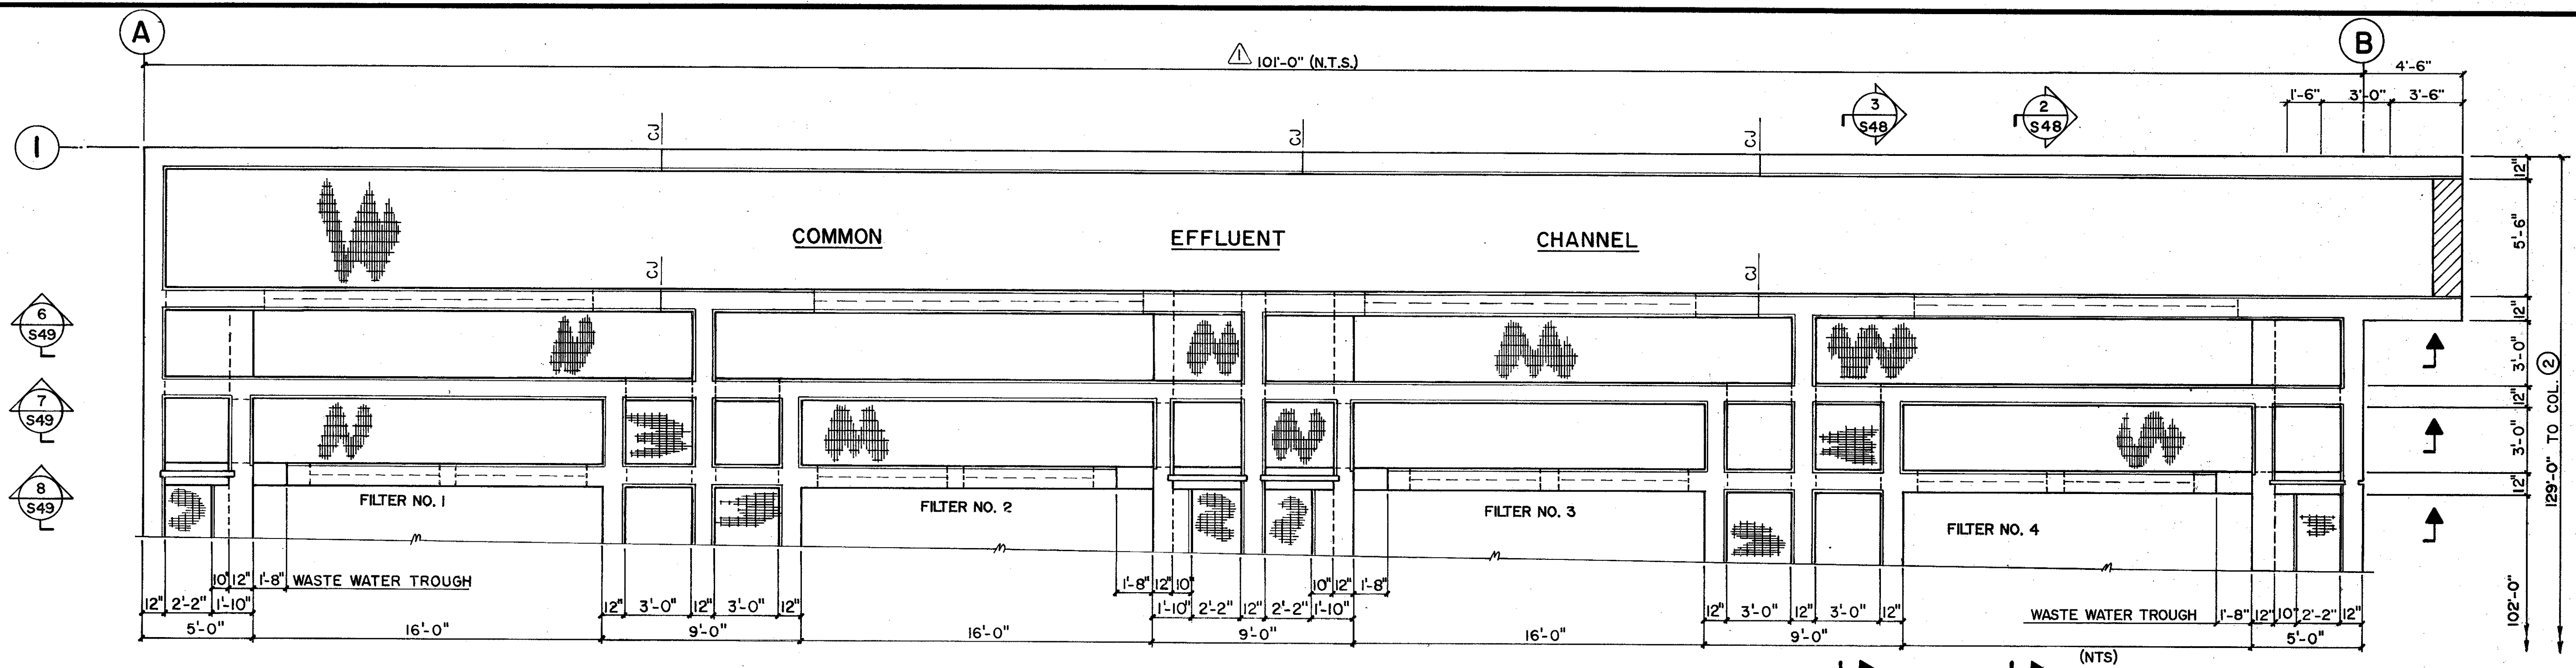 A
B
1 101'-0" (N.T.S.)
4'-6"
1'-6" 3'-0" 3'-6"
3
S48
2
S48
1
CJ
CJ
CJ
12"
5'-6"
12"
3'-0"
12"
3'-0"
12"
102'-0"
129'-0" TO COL. 2
COMMON EFFLUENT CHANNEL
CJ
CJ
6
S49
7
S49
8
S49
FILTER NO. 1
FILTER NO. 2
FILTER NO. 3
FILTER NO. 4
10" 12" 1'-8" WASTE WATER TROUGH
1'-8" 12" 10"
10" 12" 1'-8"
12" 2'-2" 1'-10"
12" 3'-0" 12" 3'-0" 12"
1'-10" 2'-2" 12" 2'-2" 1'-10"
12" 3'-0" 12" 3'-0" 12"
WASTE WATER TROUGH 1'-8" 12" 10" 2'-2" 12"
5'-0" 16'-0" 9'-0" 16'-0" 9'-0" 16'-0" 9'-0" 5'-0"
(NTS)